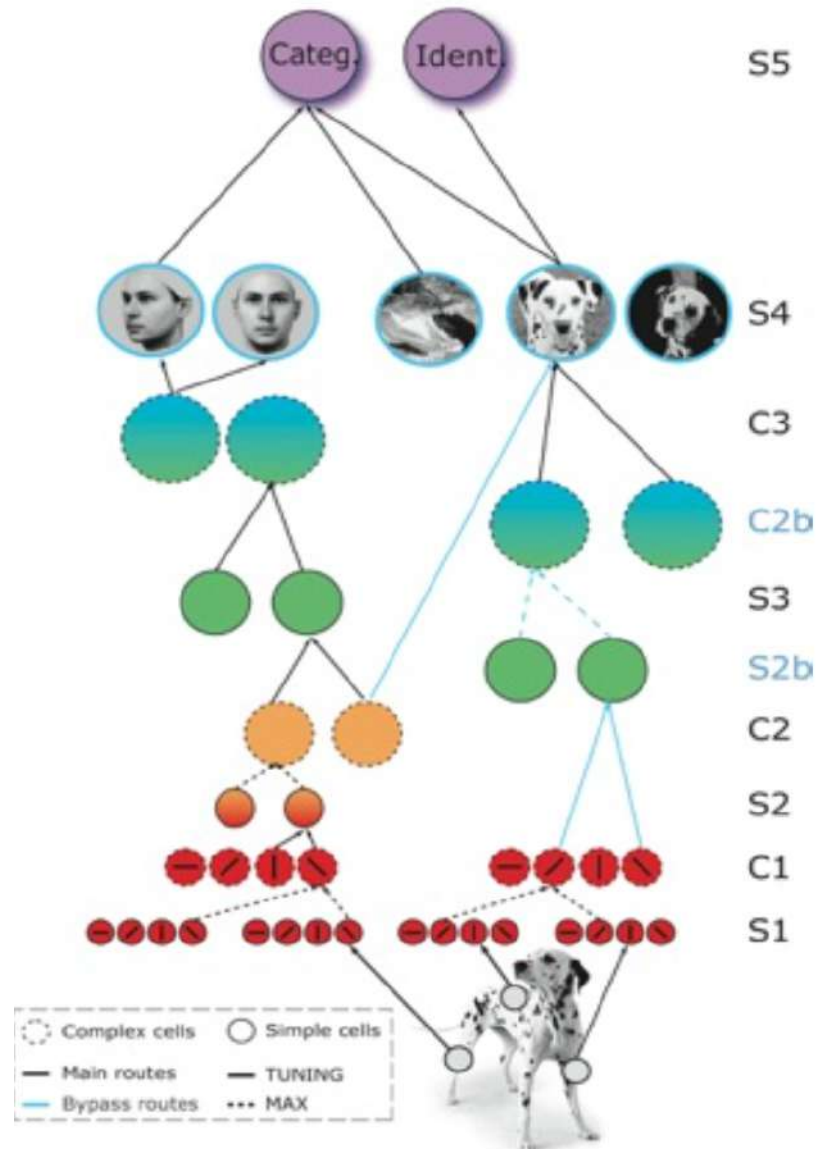 Categ. Ident. S5
S4
C3
C2b
S3
S2b
C2
S2
C1
S1
Complex cells Simple cells
Main routes TUNING
Bypass routes MAX